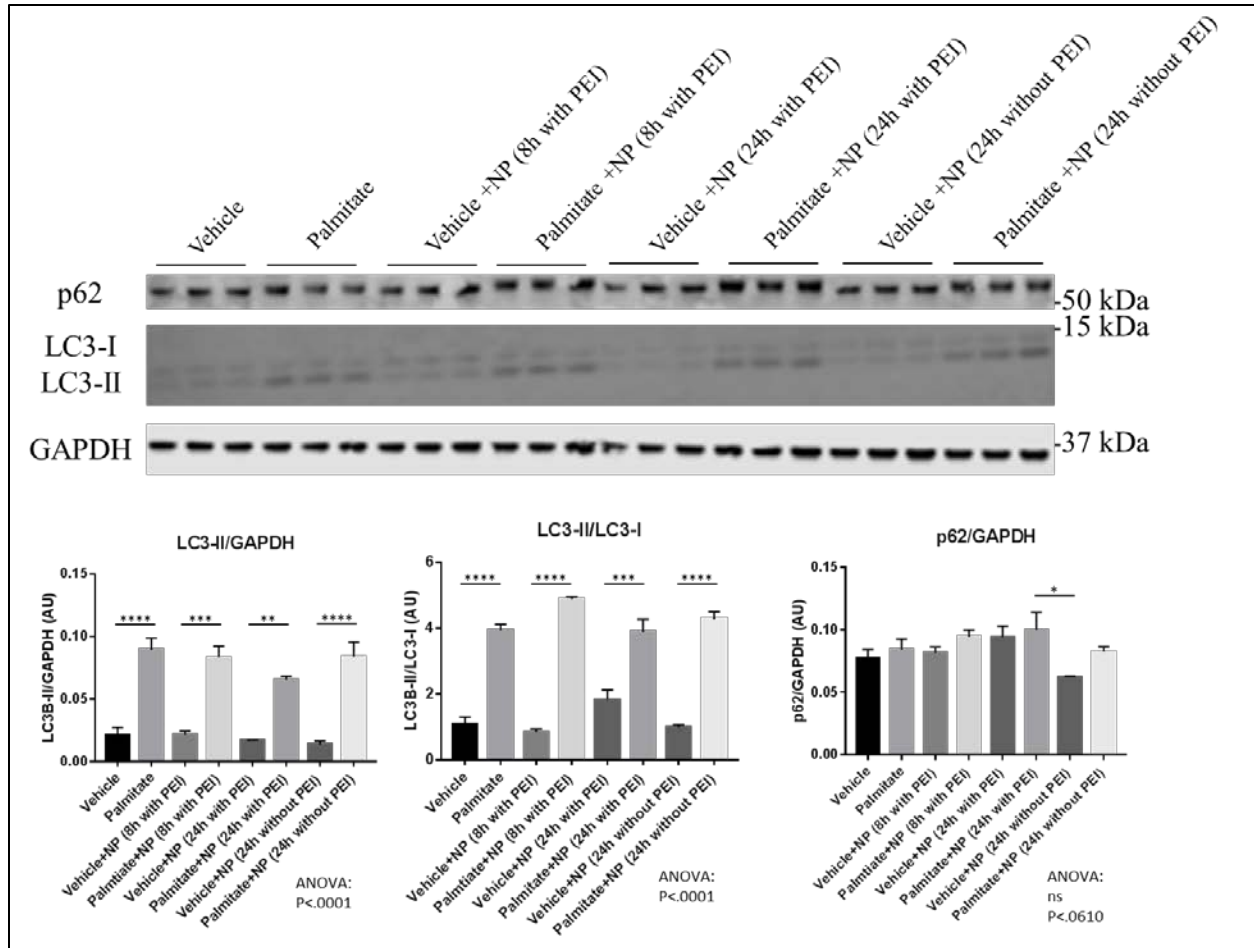 Vehicle
Palmitate
Vehicle +NP (8h with PEI)
Palmitate +NP (8h with PEI)
Vehicle +NP (24h with PEI)
Palmitate +NP (24h with PEI)
Vehicle +NP (24h without PEI)
Palmitate +NP (24h without PEI)
p62
-50 kDa
-15 kDa
LC3-I
LC3-II
GAPDH
-37 kDa
LC3-II/GAPDH
LC3B-II/GAPDH (AU)
0.15
0.10
0.05
0.00
**** *** ** ****
Vehicle
Palmitate
Vehicle+NP (8h with PEI)
Palmtiate+NP (8h with PEI)
Vehicle+NP (24h with PEI)
Palmitate+NP (24h with PEI)
Vehicle+NP (24h without PEI)
Palmitate+NP (24h without PEI)
ANOVA:
P<.0001
LC3-II/LC3-I
LC3B-II/LC3-I (AU)
6
4
2
0
**** **** *** ****
Vehicle
Palmitate
Vehicle+NP (8h with PEI)
Palmtiate+NP (8h with PEI)
Vehicle+NP (24h with PEI)
Palmitate+NP (24h with PEI)
Vehicle+NP (24h without PEI)
Palmitate+NP (24h without PEI)
ANOVA:
P<.0001
p62/GAPDH
p62/GAPDH (AU)
0.15
0.10
0.05
0.00
*
Vehicle
Palmitate
Vehicle+NP (8h with PEI)
Palmtiate+NP (8h with PEI)
Vehicle+NP (24h with PEI)
Palmitate+NP (24h with PEI)
Vehicle+NP (24h without PEI)
Palmitate+NP (24h without PEI)
ANOVA:
ns
P<.0610